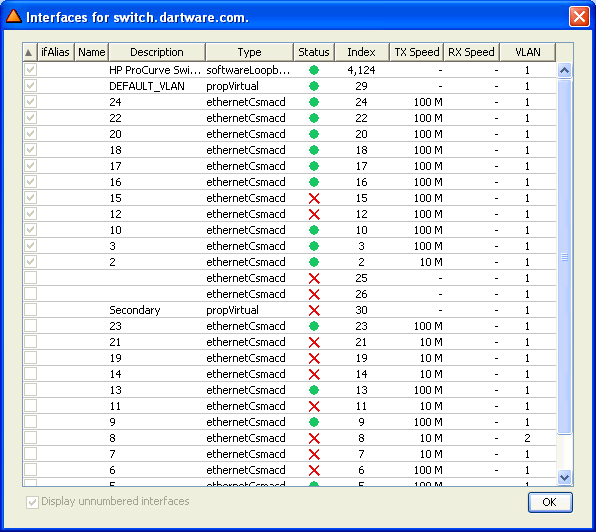 Interfaces for switch.dartware.com.
▲ ifAlias Name Description Type Status Index TX Speed RX Speed VLAN
HP ProCurve Swi... softwareLoopb... 4,124 - - 1
DEFAULT_VLAN propVirtual 29 - - 1
24 ethernetCsmacd 24 100 M - 1
22 ethernetCsmacd 22 100 M - 1
20 ethernetCsmacd 20 100 M - 1
18 ethernetCsmacd 18 100 M - 1
17 ethernetCsmacd 17 100 M - 1
16 ethernetCsmacd 16 100 M - 1
15 ethernetCsmacd 15 100 M - 1
12 ethernetCsmacd 12 100 M - 1
10 ethernetCsmacd 10 100 M - 1
3 ethernetCsmacd 3 100 M - 1
2 ethernetCsmacd 2 10 M - 1
ethernetCsmacd 25 - - 1
ethernetCsmacd 26 - - 1
Secondary propVirtual 30 - - 1
23 ethernetCsmacd 23 100 M - 1
21 ethernetCsmacd 21 10 M - 1
19 ethernetCsmacd 19 10 M - 1
14 ethernetCsmacd 14 10 M - 1
13 ethernetCsmacd 13 100 M - 1
11 ethernetCsmacd 11 10 M - 1
9 ethernetCsmacd 9 100 M - 1
8 ethernetCsmacd 8 10 M - 2
7 ethernetCsmacd 7 10 M - 1
6 ethernetCsmacd 6 100 M - 1
5 ethernetCsmacd 5 100 M - 1
Display unnumbered interfaces
OK